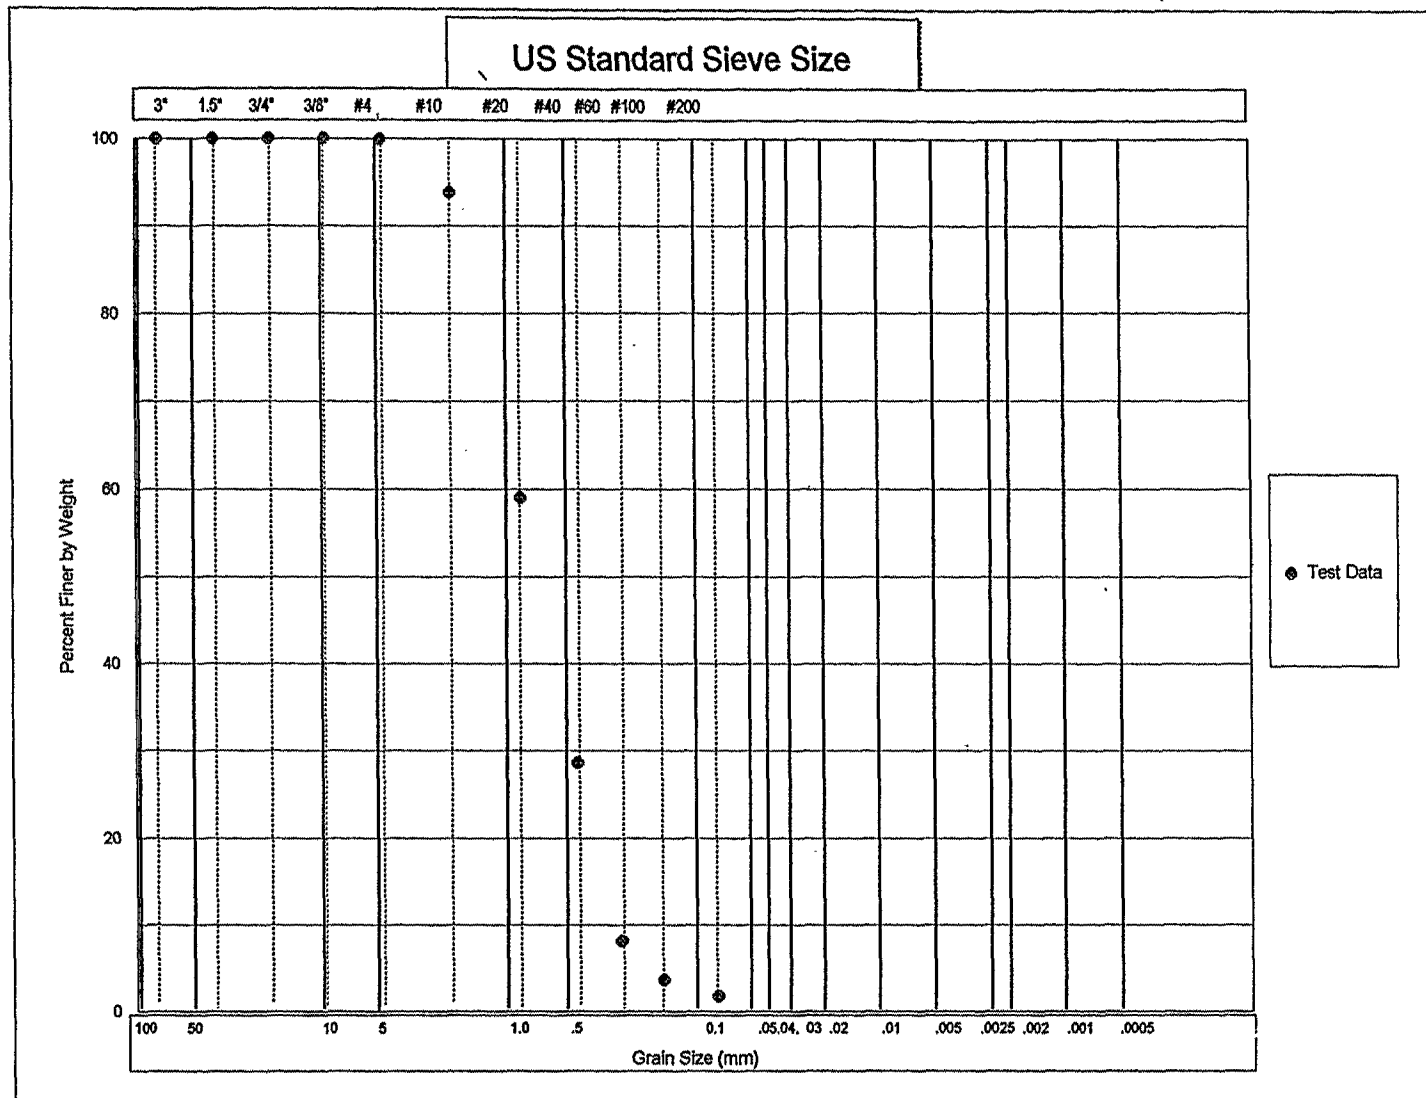 US Standard Sieve Size
3" 1.5" 3/4" 3/8" #4 #10 #20 #40 #60 #100 #200
100
80
60
40
20
0
Percent Finer by Weight
Test Data
100 50 10 5 1.0 .5 0.1 .05 .04 .03 .02 .01 .005 .0025 .002 .001 .0005
Grain Size (mm)